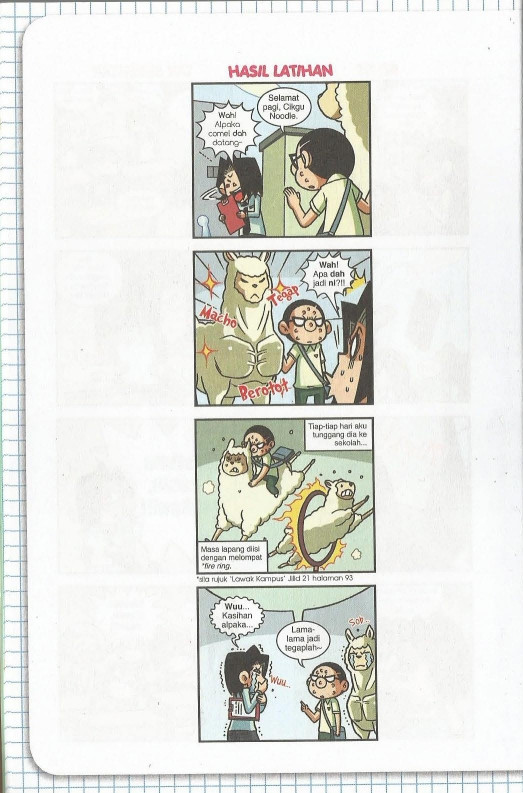 HASIL LATIHAN
Wah!
Alpaka
comel dah
datang~
Selamat
pagi, Cikgu
Noodle.
Wah!
Apa dah
jadi ni?!!
Tegap
Macho
Berotot
Tiap-tiap hari aku
tunggang dia ke
sekolah...
Masa lapang diisi
dengan melompat
*fire ring.
*sila rujuk 'Lawak Kampus' Jilid 21 halaman 93
Wuu...
Kasihan
alpaka...
Lama-
lama jadi
tegaplah~
Sob..
Wuu..